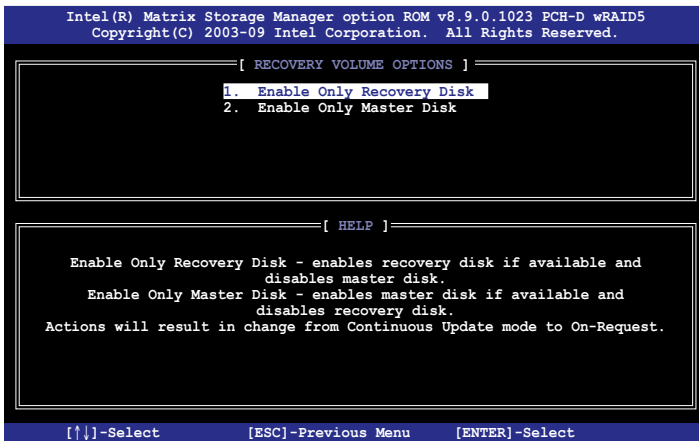 Intel(R) Matrix Storage Manager option ROM v8.9.0.1023 PCH-D wRAID5
Copyright(C) 2003-09 Intel Corporation. All Rights Reserved.
[ RECOVERY VOLUME OPTIONS ]
1. Enable Only Recovery Disk
2. Enable Only Master Disk
[ HELP ]
Enable Only Recovery Disk - enables recovery disk if available and
disables master disk.
Enable Only Master Disk - enables master disk if available and
disables recovery disk.
Actions will result in change from Continuous Update mode to On-Request.
[↑↓]-Select [ESC]-Previous Menu [ENTER]-Select